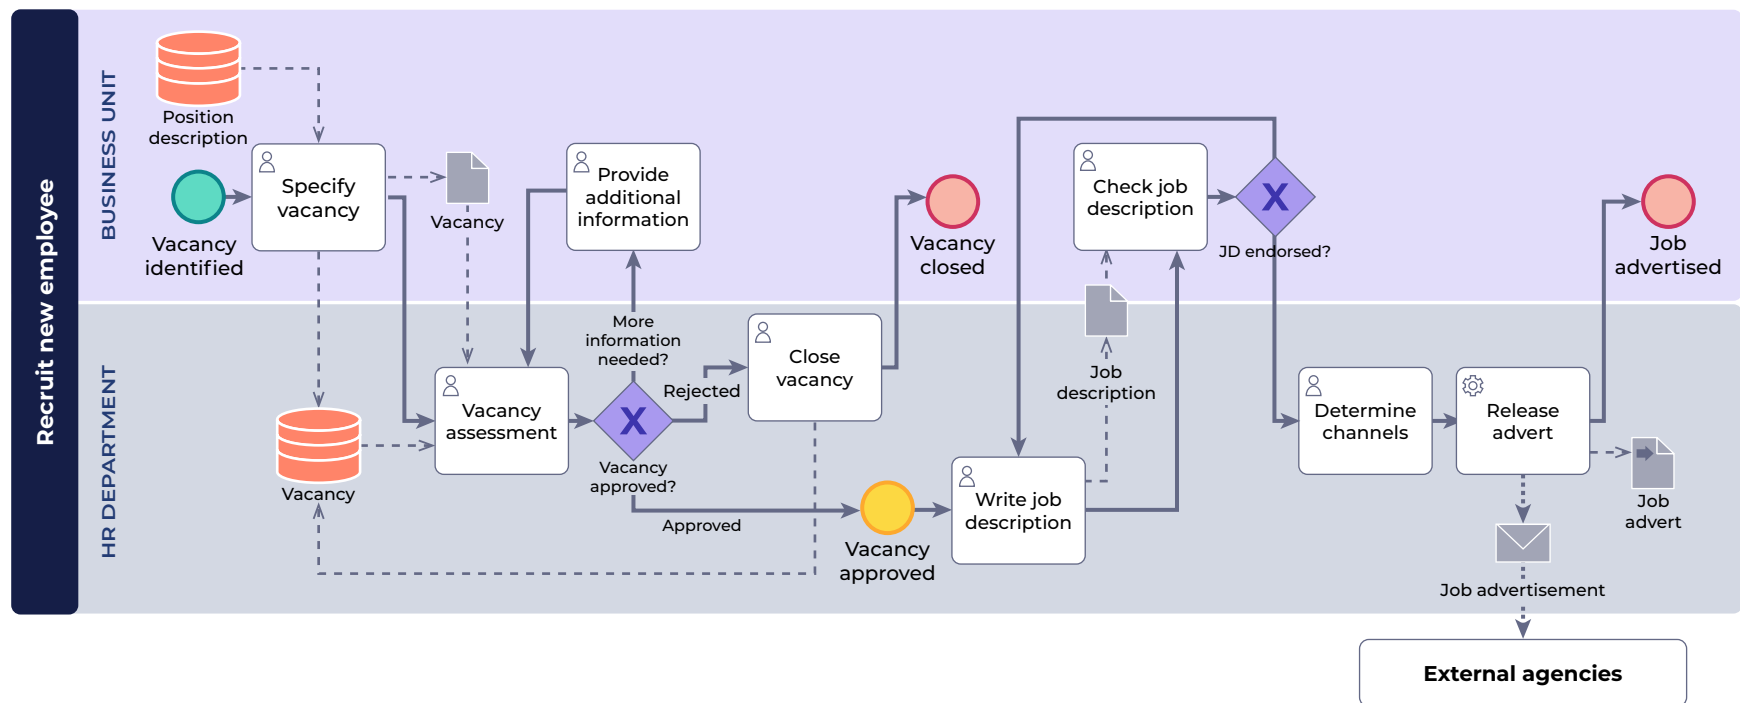 Recruit new employee
BUSINESS UNIT
Position
description
Vacancy
identified
Specify
vacancy
Vacancy
Provide
additional
information
Vacancy
closed
Check job
description
X
JD endorsed?
Job
advertised
HR DEPARTMENT
Vacancy
Vacancy
assessment
More
information
needed?
X
Rejected
Vacancy
approved?
Approved
Close
vacancy
Vacancy
approved
Write job
description
Job
description
Determine
channels
Release
advert
Job
advert
Job advertisement
External agencies